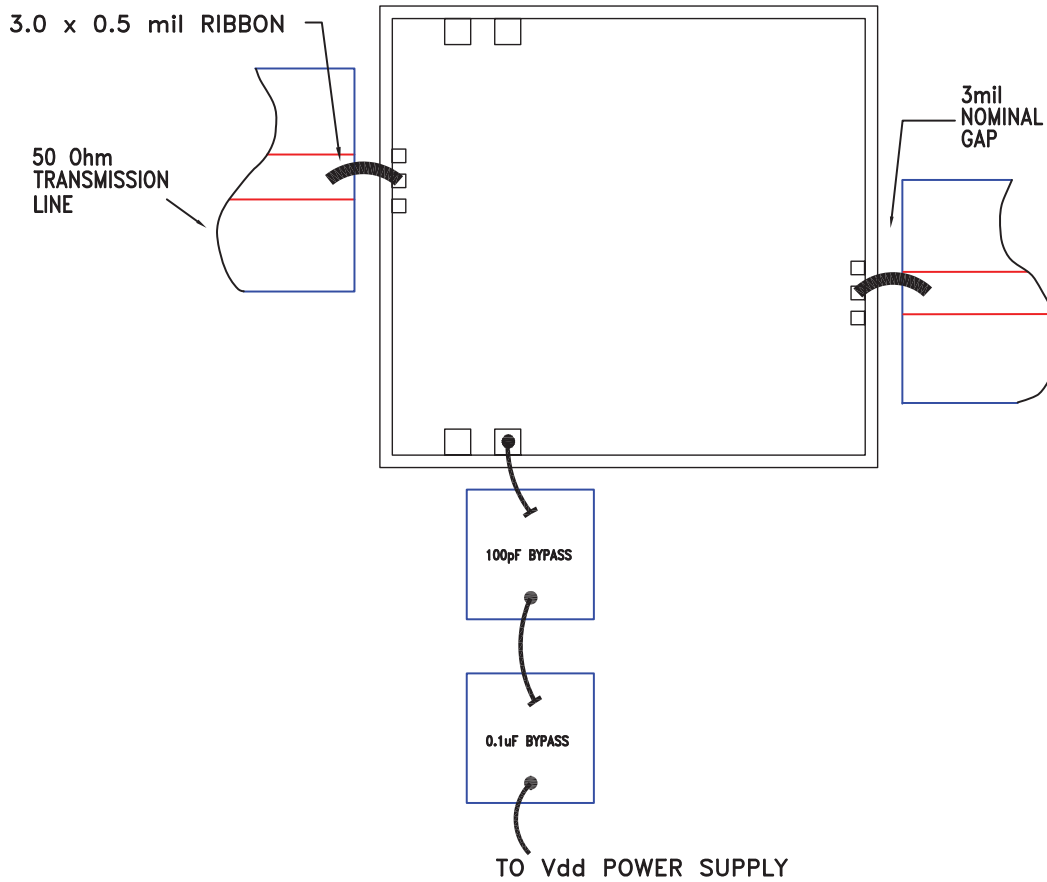 3.0 x 0.5 mil RIBBON
50 Ohm
TRANSMISSION
LINE
3mil
NOMINAL
GAP
100pF BYPASS
0.1uF BYPASS
TO Vdd POWER SUPPLY